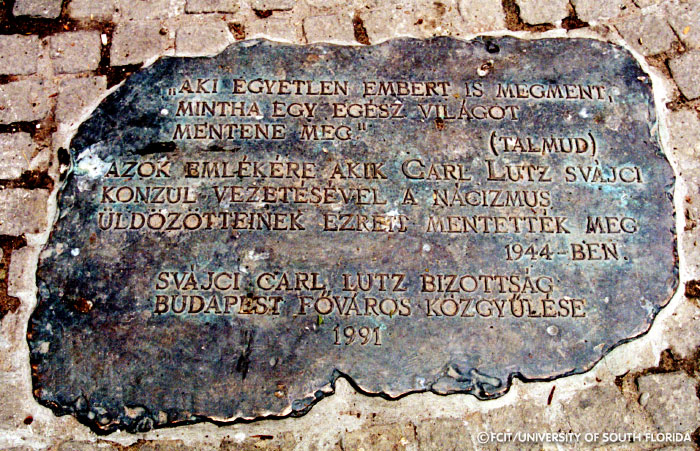 „AKI EGYETLEN EMBERT IS MEGMENT,
MINTHA EGY EGÉSZ VILÁGOT
MENTENE MEG"
(TALMUD)
AZOK EMLÉKÉRE AKIK CARL LUTZ SVÁJCI
KONZUL VEZETÉSÉVEL A NÁCIZMUS
ÜLDÖZÖTTEINEK EZREIT MENTETTÉK MEG
1944-BEN.
SVÁJCI CARL LUTZ BIZOTTSÁG
BUDAPEST FŐVÁROS KÖZGYŰLÉSE
1991
©FCIT/UNIVERSITY OF SOUTH FLORIDA